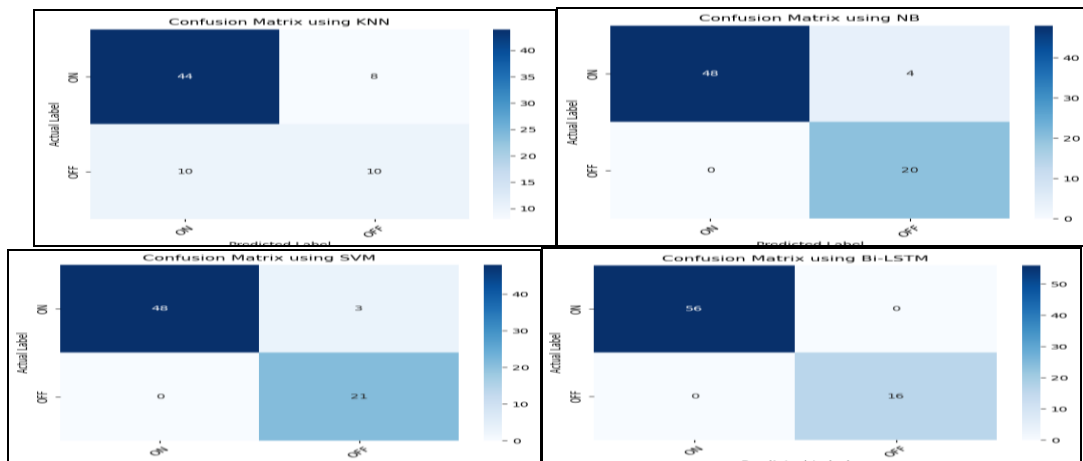 Confusion Matrix using KNN
40
35
30
25
20
15
10
ON
OFF
Actual Label
44
8
10
10
ON
OFF
Predicted Label
Confusion Matrix using NB
40
30
20
10
0
ON
OFF
Actual Label
48
4
0
20
ON
OFF
Predicted Label
Confusion Matrix using SVM
40
30
20
10
0
ON
OFF
Actual Label
48
3
0
21
ON
OFF
Confusion Matrix using Bi-LSTM
50
40
30
20
10
0
ON
OFF
Actual Label
56
0
0
16
ON
OFF